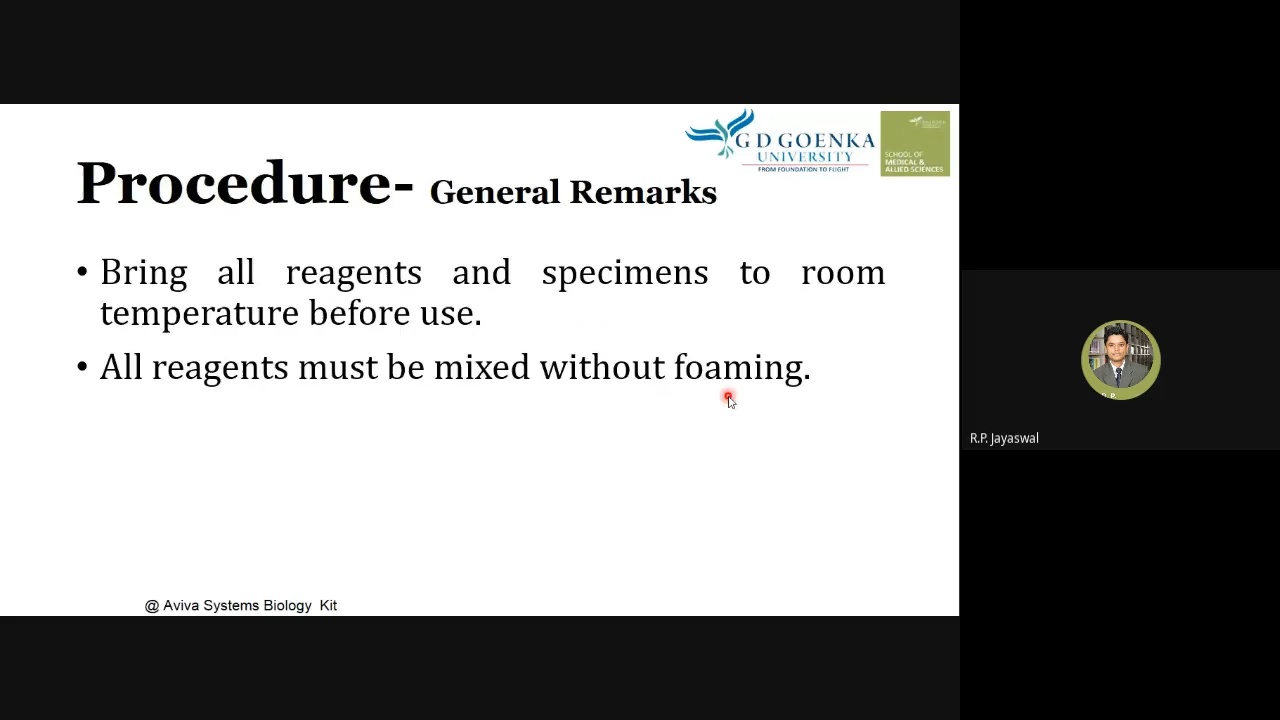 G D GOENKA
UNIVERSITY
FROM FOUNDATION TO FLIGHT
SCHOOL OF
MEDICAL &
ALLIED SCIENCES
Procedure- General Remarks
• Bring all reagents and specimens to room
temperature before use.
• All reagents must be mixed without foaming.
@ Aviva Systems Biology Kit
R.P. Jayaswal